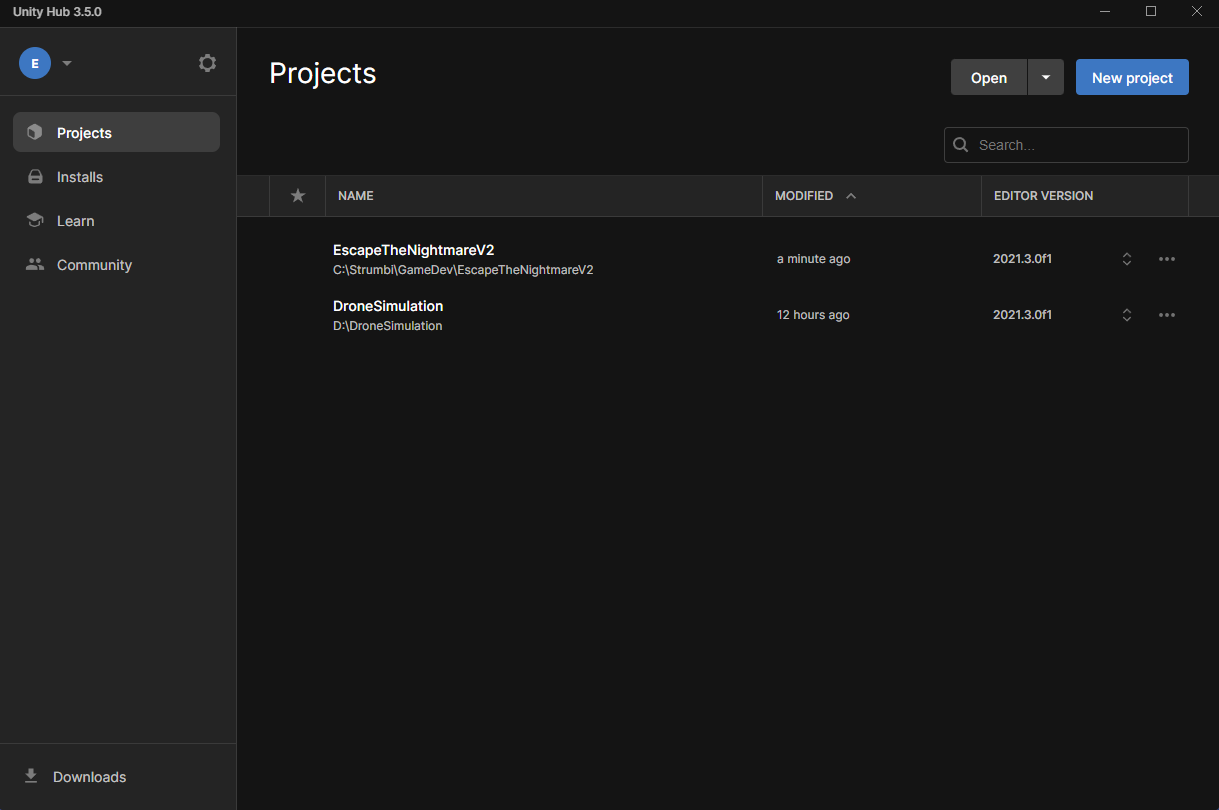 Unity Hub 3.5.0
E
Projects
Installs
Learn
Community
Downloads
Projects
Open
New project
Search...
NAME MODIFIED EDITOR VERSION
EscapeTheNightmareV2
C:\Strumbi\GameDev\EscapeTheNightmareV2
a minute ago
2021.3.0f1
DroneSimulation
D:\DroneSimulation
12 hours ago
2021.3.0f1